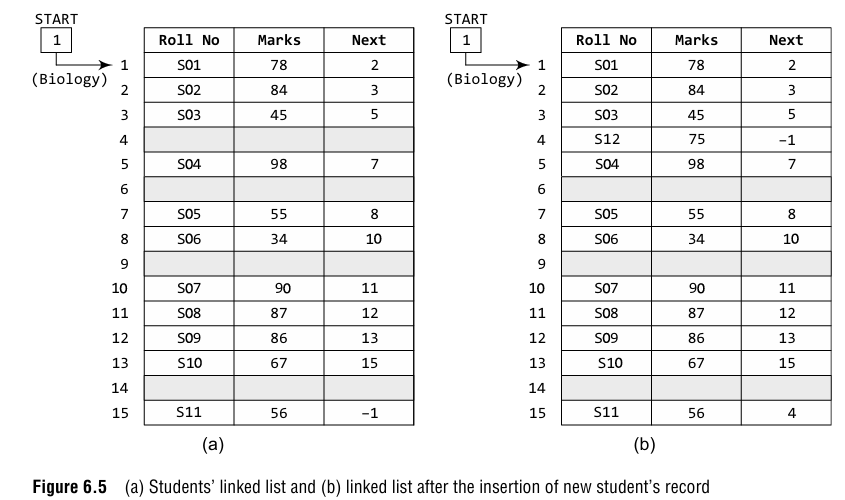 START
1
(Biology)
Roll No Marks Next
1 S01 78 2
2 S02 84 3
3 S03 45 5
4
5 S04 98 7
6
7 S05 55 8
8 S06 34 10
9
10 S07 90 11
11 S08 87 12
12 S09 86 13
13 S10 67 15
14
15 S11 56 –1
(a)
START
1
(Biology)
Roll No Marks Next
1 S01 78 2
2 S02 84 3
3 S03 45 5
4 S12 75 –1
5 S04 98 7
6
7 S05 55 8
8 S06 34 10
9
10 S07 90 11
11 S08 87 12
12 S09 86 13
13 S10 67 15
14
15 S11 56 4
(b)
Figure 6.5 (a) Students’ linked list and (b) linked list after the insertion of new student’s record